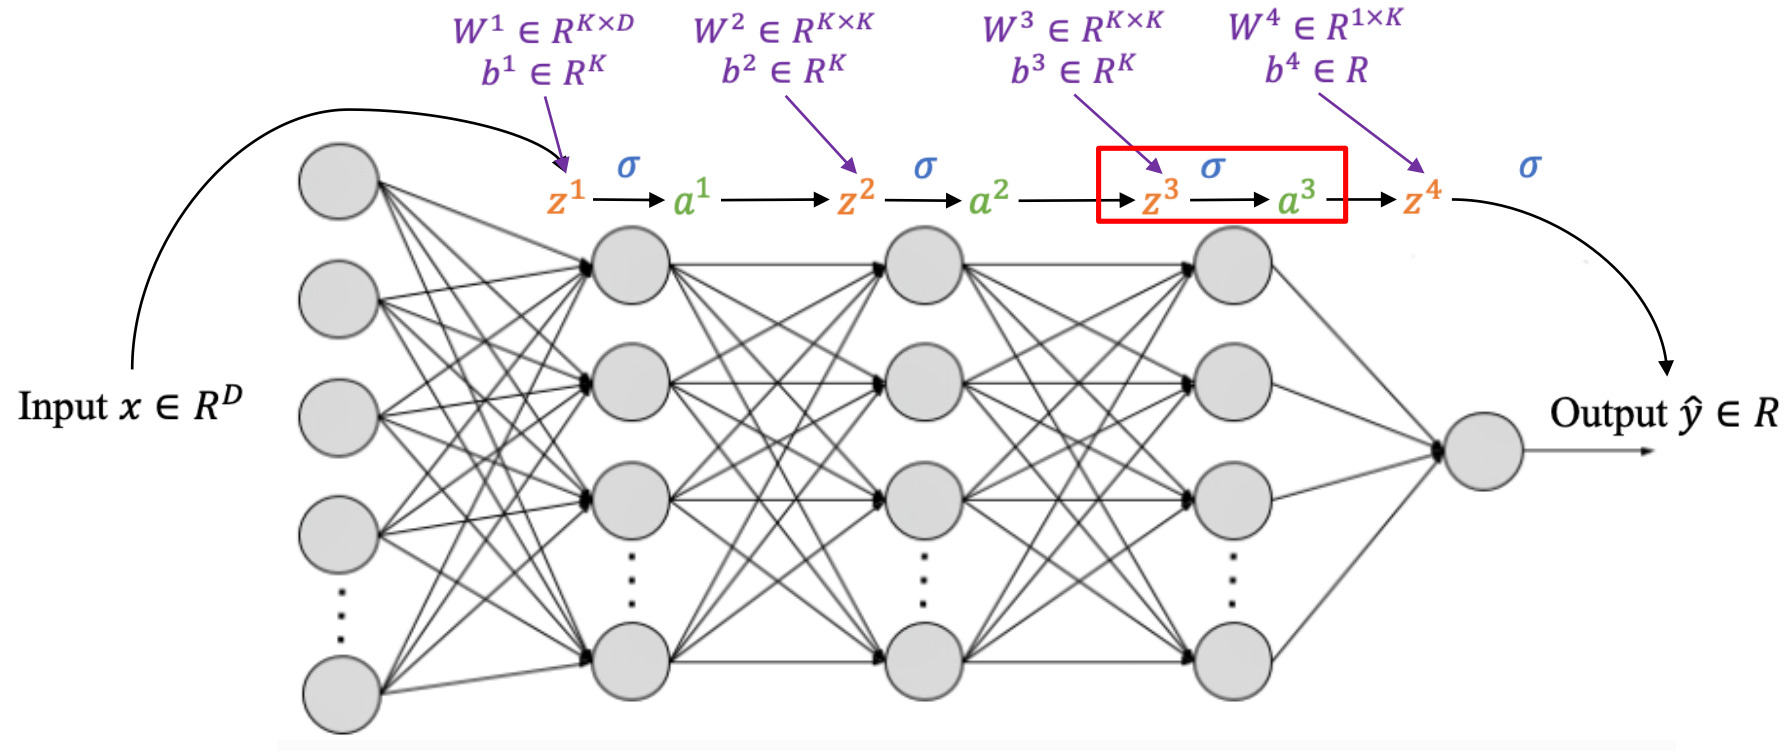 W¹ ∈ R^{K×D} W² ∈ R^{K×K} W³ ∈ R^{K×K} W⁴ ∈ R^{1×K}
b¹ ∈ R^K b² ∈ R^K b³ ∈ R^K b⁴ ∈ R
σ σ σ σ
z¹ a¹ z² a² z³ a³ z⁴
Input x ∈ R^D
Output ŷ ∈ R